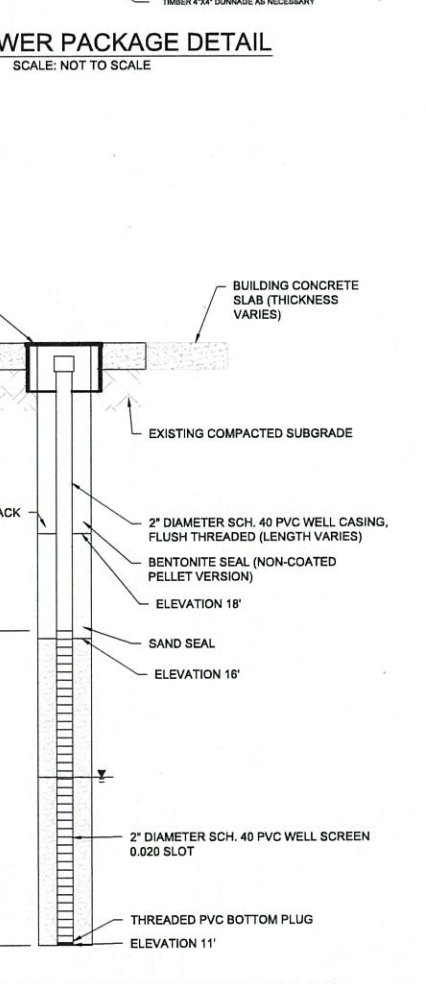 TIMBER 4"X4" DUNNAGE AS NECESSARY
WER PACKAGE DETAIL
SCALE: NOT TO SCALE
BUILDING CONCRETE
SLAB (THICKNESS
VARIES)
EXISTING COMPACTED SUBGRADE
ACK
2" DIAMETER SCH. 40 PVC WELL CASING,
FLUSH THREADED (LENGTH VARIES)
BENTONITE SEAL (NON-COATED
PELLET VERSION)
ELEVATION 18'
SAND SEAL
ELEVATION 16'
2" DIAMETER SCH. 40 PVC WELL SCREEN
0.020 SLOT
THREADED PVC BOTTOM PLUG
ELEVATION 11'